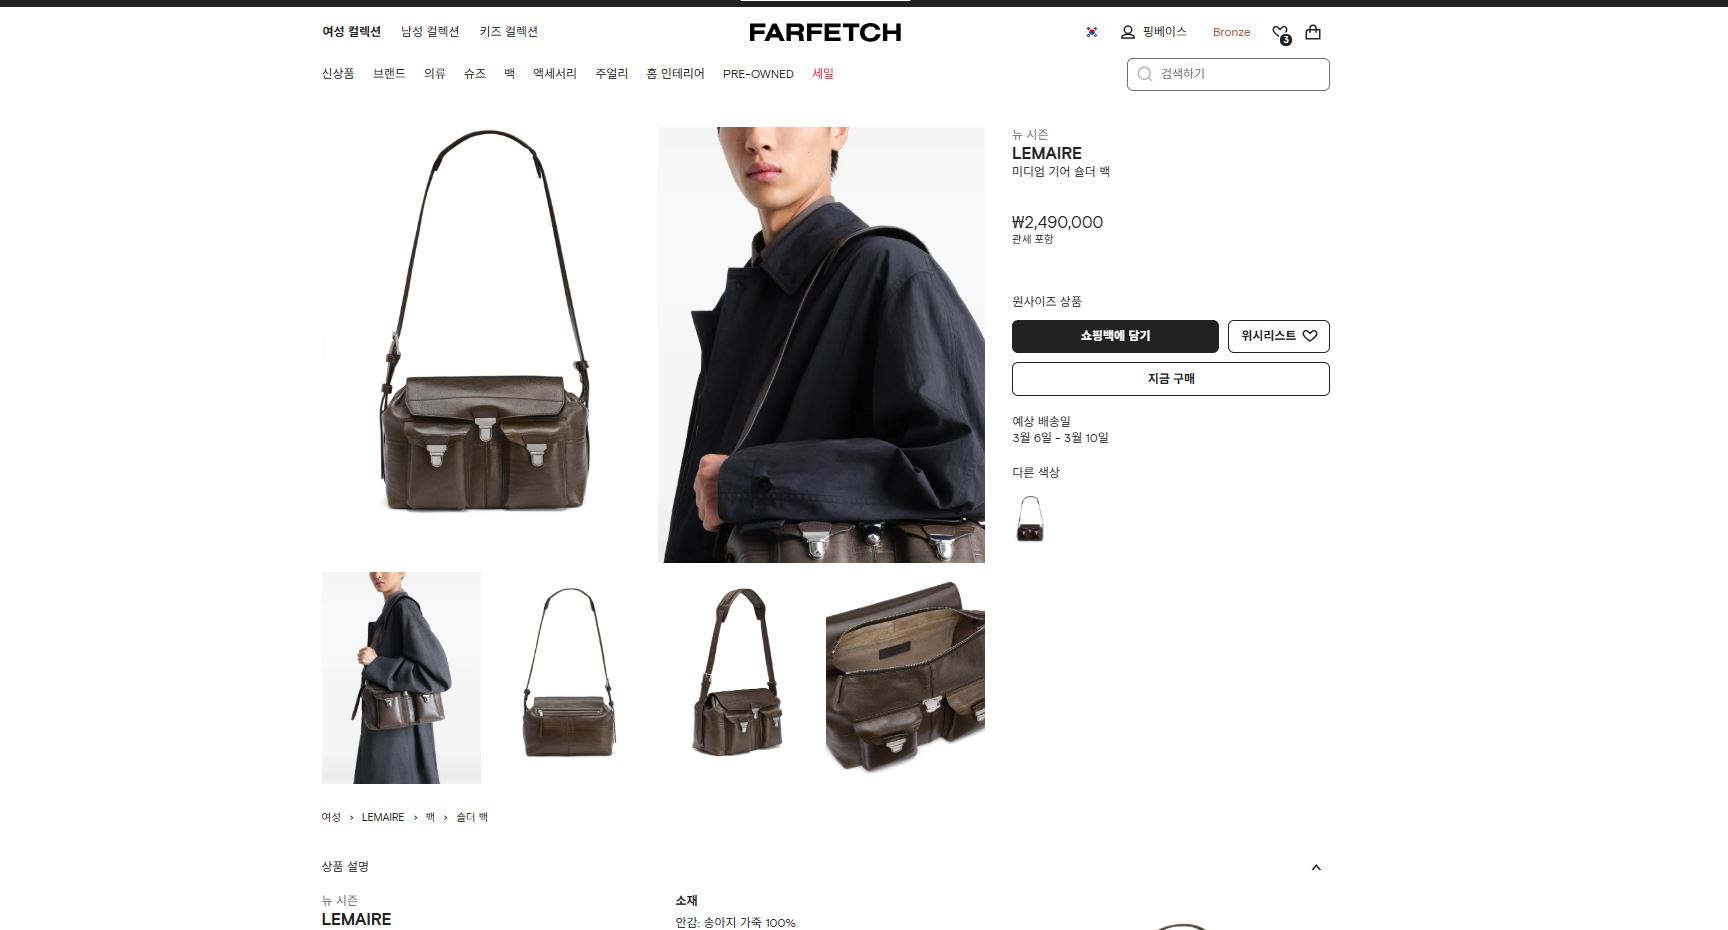 여성 컬렉션 남성 컬렉션 키즈 컬렉션
FARFETCH
핑베이스 Bronze 3
신상품 브랜드 의류 슈즈 백 액세서리 주얼리 홈 인테리어 PRE-OWNED 세일
검색하기
뉴 시즌
LEMAIRE
미디엄 기어 숄더 백
₩2,490,000
관세 포함
원사이즈 상품
쇼핑백에 담기 위시리스트
지금 구매
예상 배송일
3월 6일 - 3월 10일
다른 색상
여성 › LEMAIRE › 백 › 숄더 백
상품 설명
뉴 시즌
LEMAIRE
소재
안감: 송아지 가죽 100%